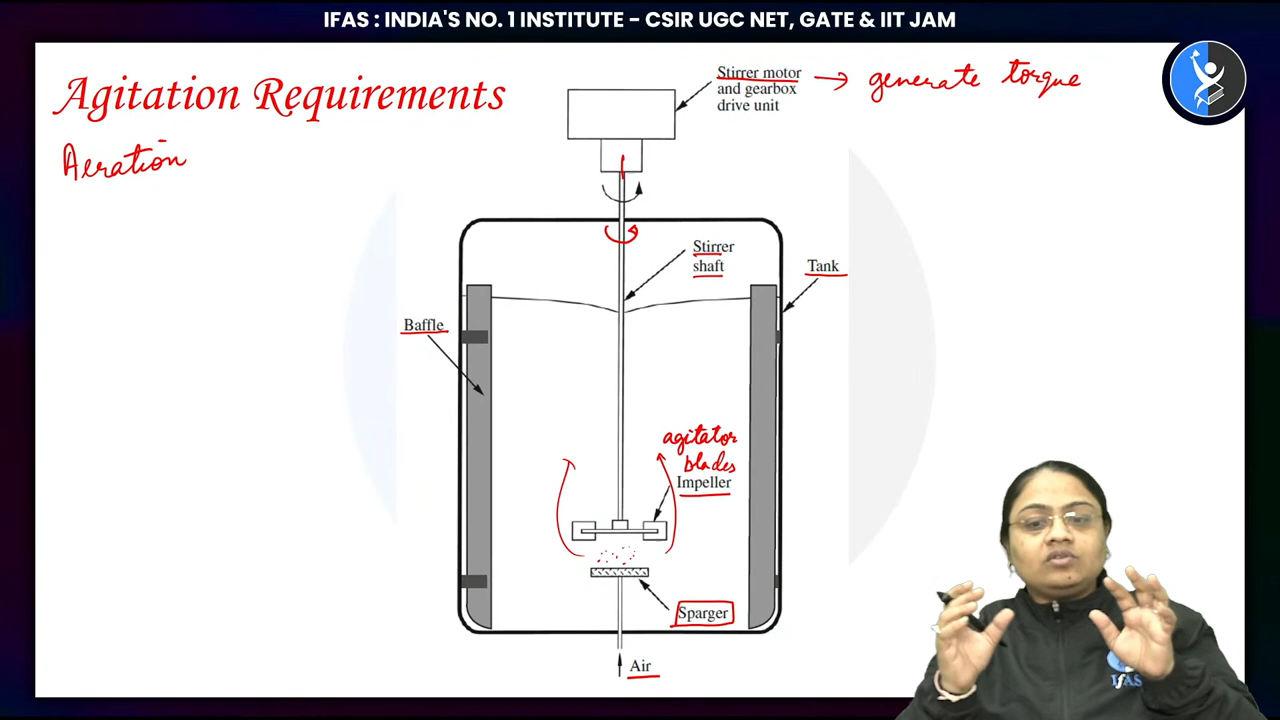 IFAS : INDIA'S NO. 1 INSTITUTE - CSIR UGC NET, GATE & IIT JAM
Agitation Requirements
Aeration
Stirrer motor
and gearbox
drive unit
→ generate torque
Stirrer
shaft
Tank
Baffle
agitator
blades
Impeller
Sparger
Air
IFAS